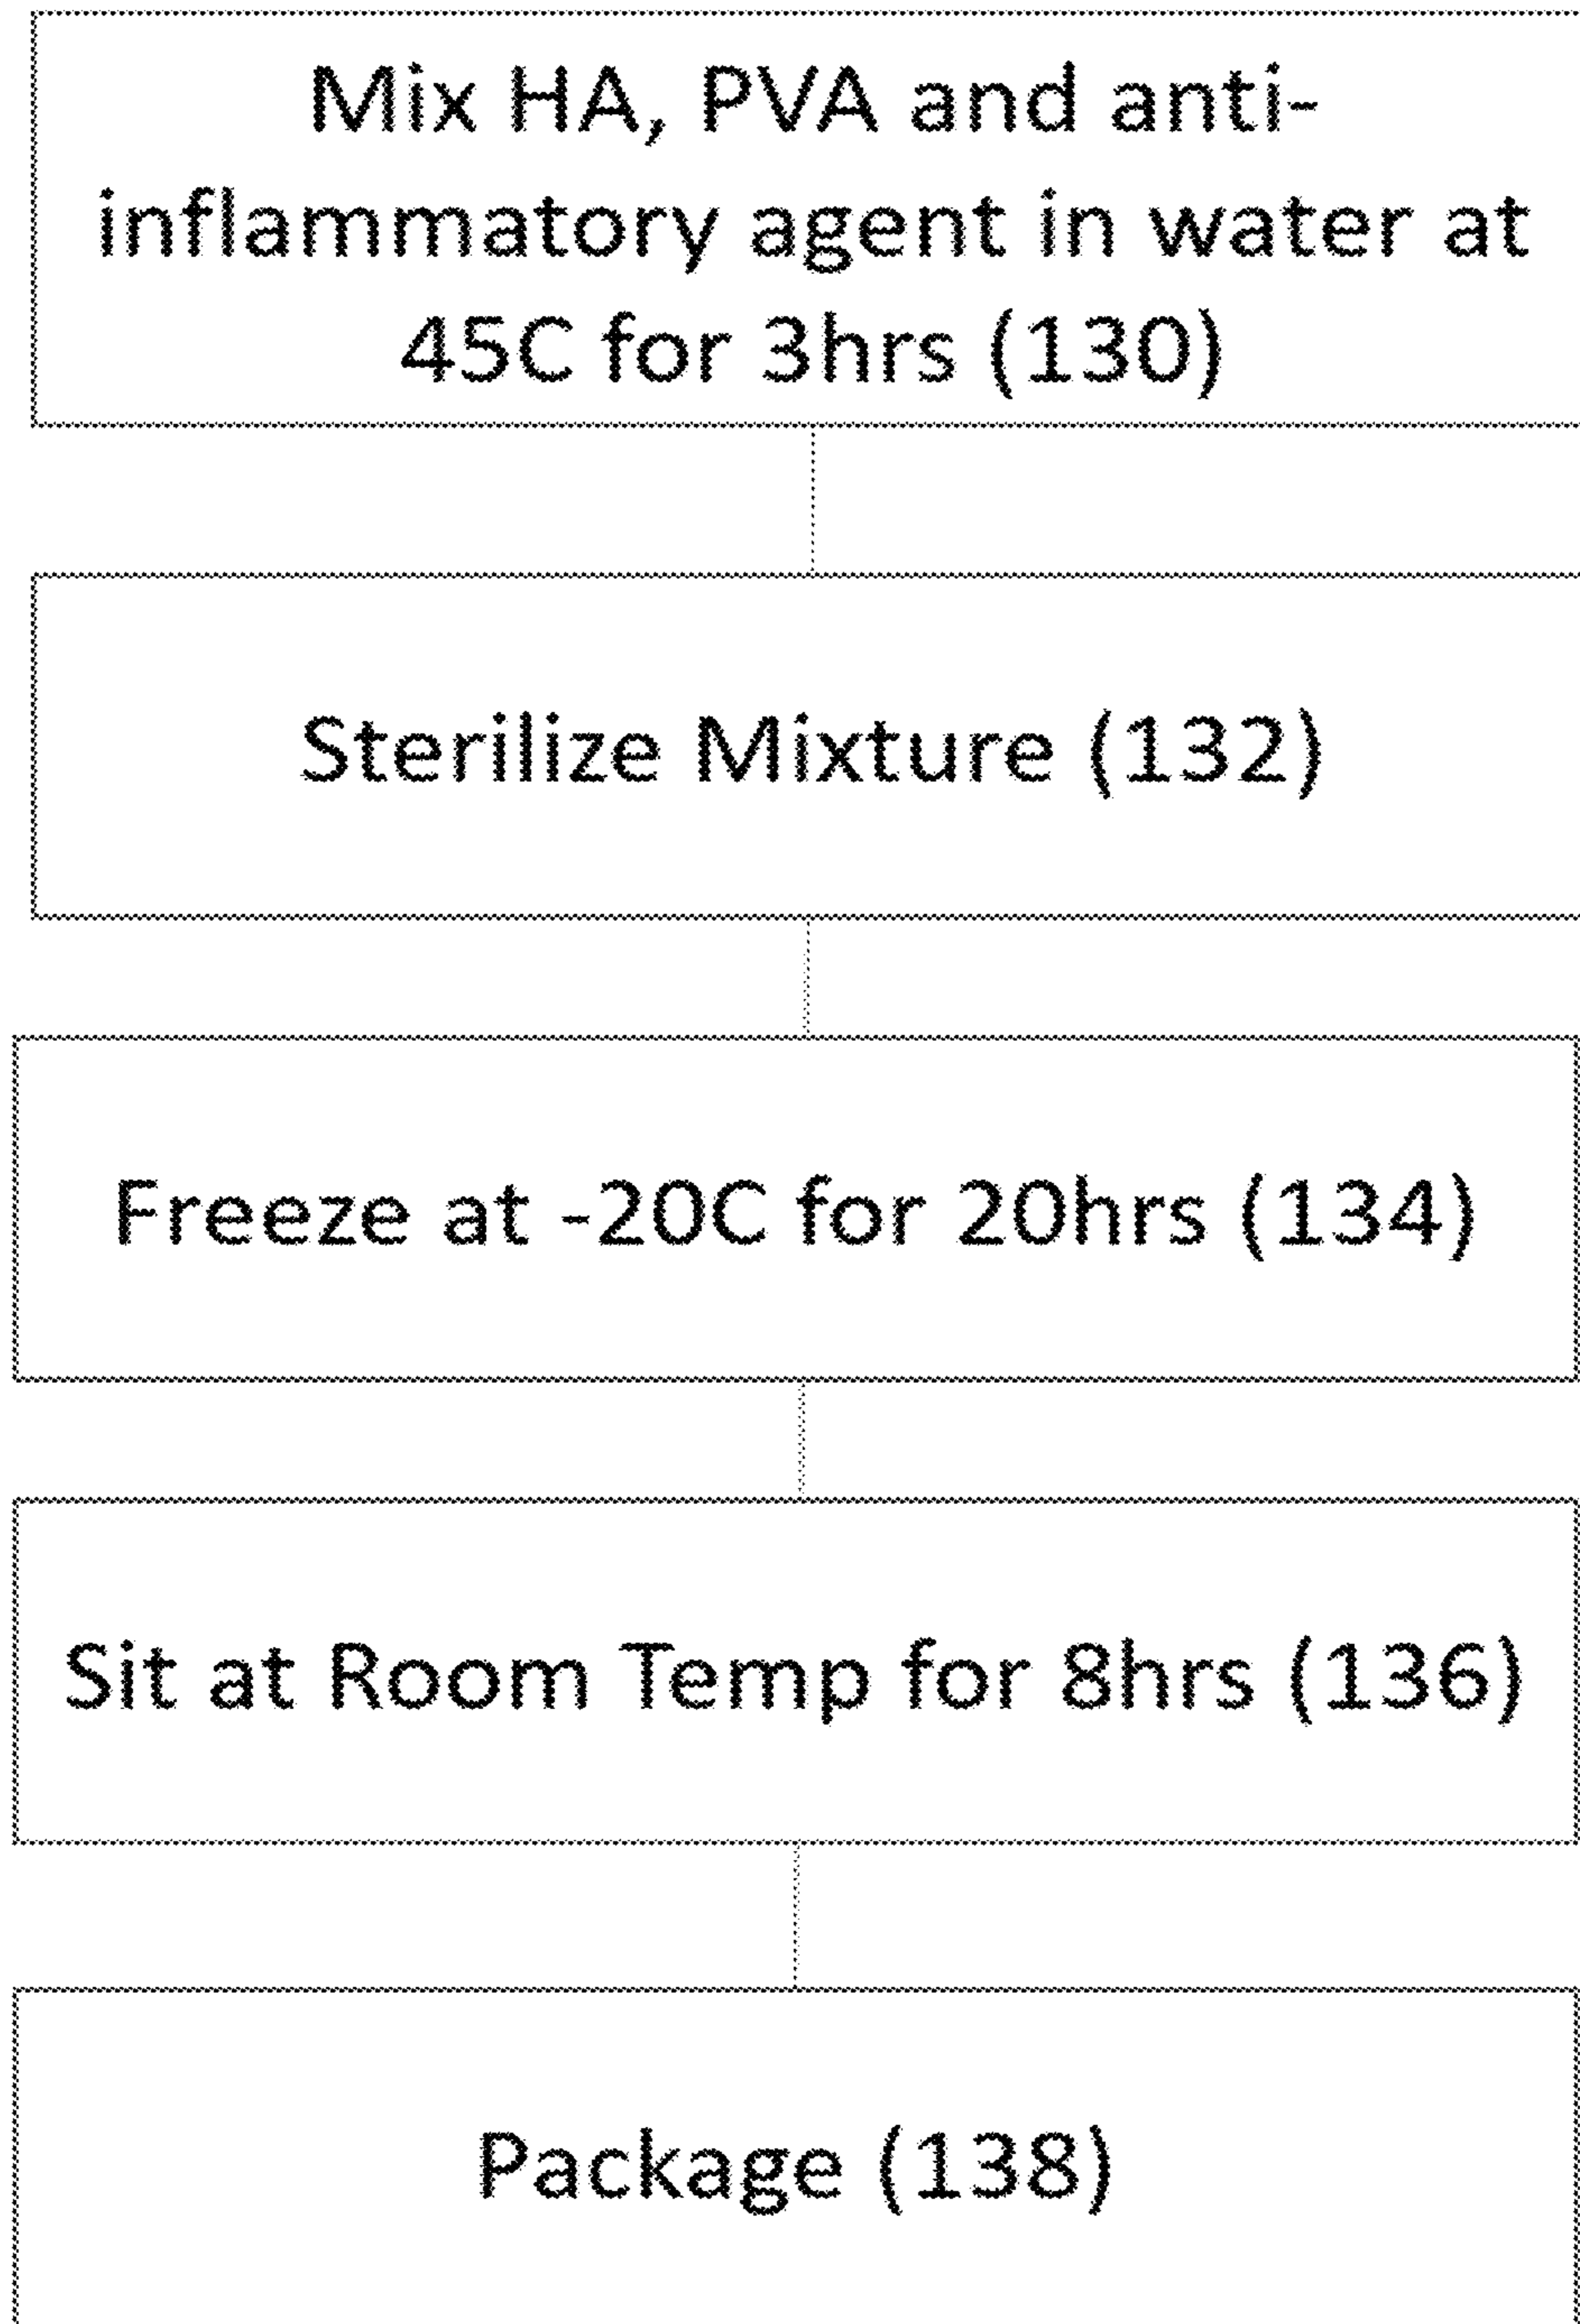 Mix HA, PVA and anti-
inflammatory agent in water at
45C for 3hrs (130)
Sterilize Mixture (132)
Freeze at -20C for 20hrs (134)
Sit at Room Temp for 8hrs (136)
Package (138)